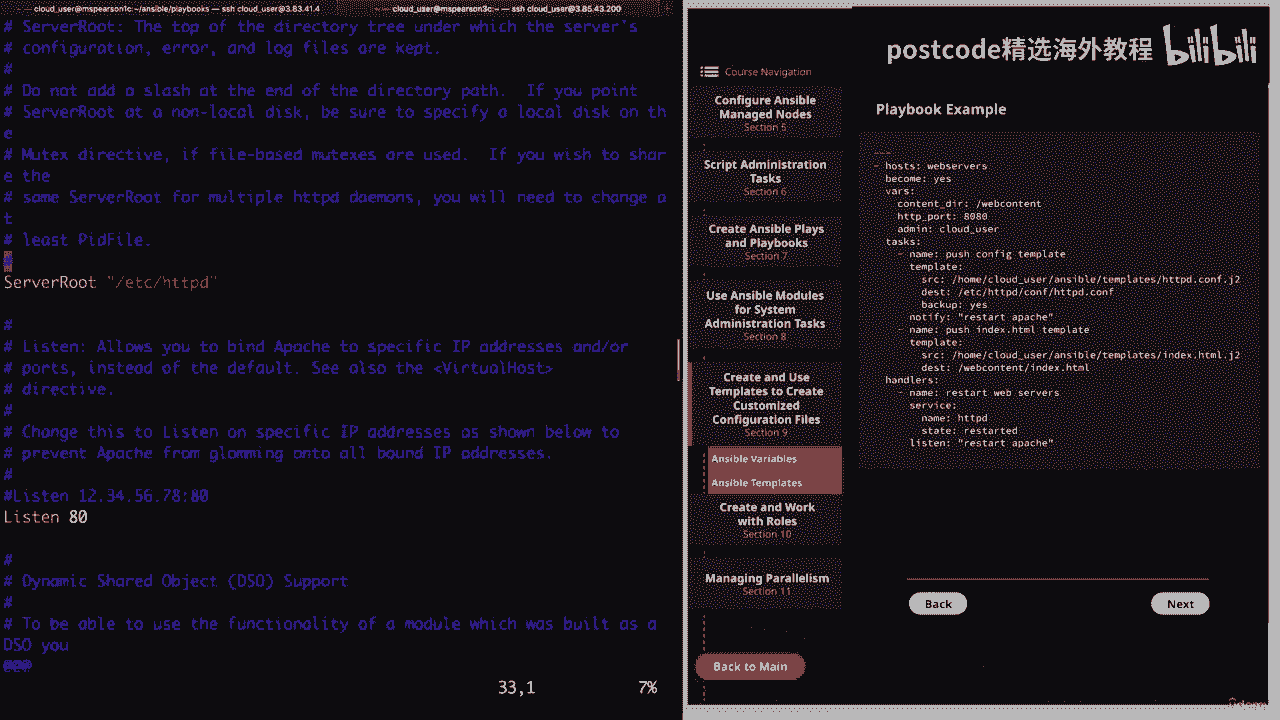 cloud_user@mspearson1c:~/ansible/playbooks — ssh cloud_user@3.83.41.4
cloud_user@mspearson3c:~ — ssh cloud_user@3.85.43.200
# ServerRoot: The top of the directory tree under which the server's
# configuration, error, and log files are kept.
#
# Do not add a slash at the end of the directory path.  If you point
# ServerRoot at a non-local disk, be sure to specify a local disk on th
e
# Mutex directive, if file-based mutexes are used.  If you wish to shar
e the
# same ServerRoot for multiple httpd daemons, you will need to change a
t
# least PidFile.
#
ServerRoot "/etc/httpd"
#
# Listen: Allows you to bind Apache to specific IP addresses and/or
# ports, instead of the default. See also the <VirtualHost>
# directive.
#
# Change this to Listen on specific IP addresses as shown below to
# prevent Apache from glomming onto all bound IP addresses.
#
#Listen 12.34.56.78:80
Listen 80
#
# Dynamic Shared Object (DSO) Support
#
# To be able to use the functionality of a module which was built as a
DSO you
33,1 7%
postcode精选海外教程 bilibili
Course Navigation
Configure Ansible
Managed Nodes
Section 5
Script Administration
Tasks
Section 6
Create Ansible Plays
and Playbooks
Section 7
Use Ansible Modules
for System
Administration Tasks
Section 8
Create and Use
Templates to Create
Customized
Configuration Files
Section 9
Ansible Variables
Ansible Templates
Create and Work
with Roles
Section 10
Managing Parallelism
Section 11
Back to Main
Playbook Example
---
- hosts: webservers
  become: yes
  vars:
    content_dir: /webcontent
    http_port: 8080
    admin: cloud_user
  tasks:
    - name: push config template
      template:
        src: /home/cloud_user/ansible/templates/httpd.conf.j2
        dest: /etc/httpd/conf/httpd.conf
        backup: yes
      notify: "restart apache"
    - name: push index.html template
      template:
        src: /home/cloud_user/ansible/templates/index.html.j2
        dest: /webcontent/index.html
  handlers:
    - name: restart web servers
      service:
        name: httpd
        state: restarted
      listen: "restart apache"
Back
Next